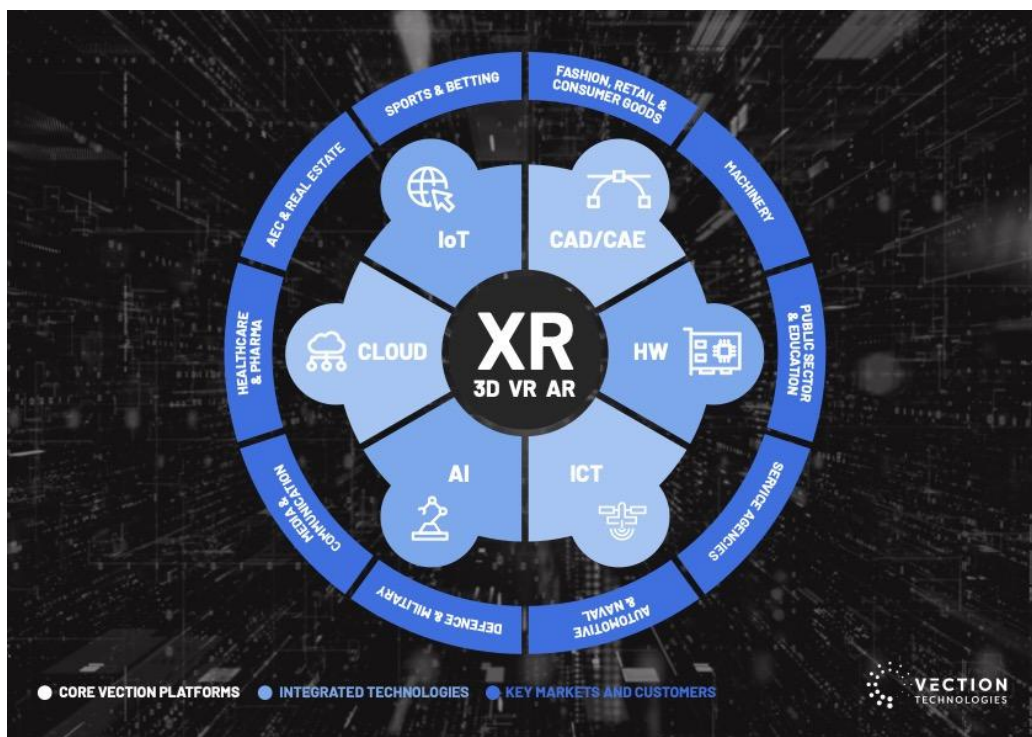 SPORTS & BETTING
FASHION, RETAIL &
CONSUMER GOODS
MACHINERY
PUBLIC SECTOR
& EDUCATION
SERVICE AGENCIES
AUTOMOTIVE
& NAVAL
DEFENCE & MILITARY
MEDIA &
COMMUNICATION
HEALTHCARE
& PHARMA
AEC & REAL ESTATE
IoT
CAD/CAE
CLOUD
XR
3D VR AR
HW
AI
ICT
CORE VECTION PLATFORMS
INTEGRATED TECHNOLOGIES
KEY MARKETS AND CUSTOMERS
VECTION
TECHNOLOGIES